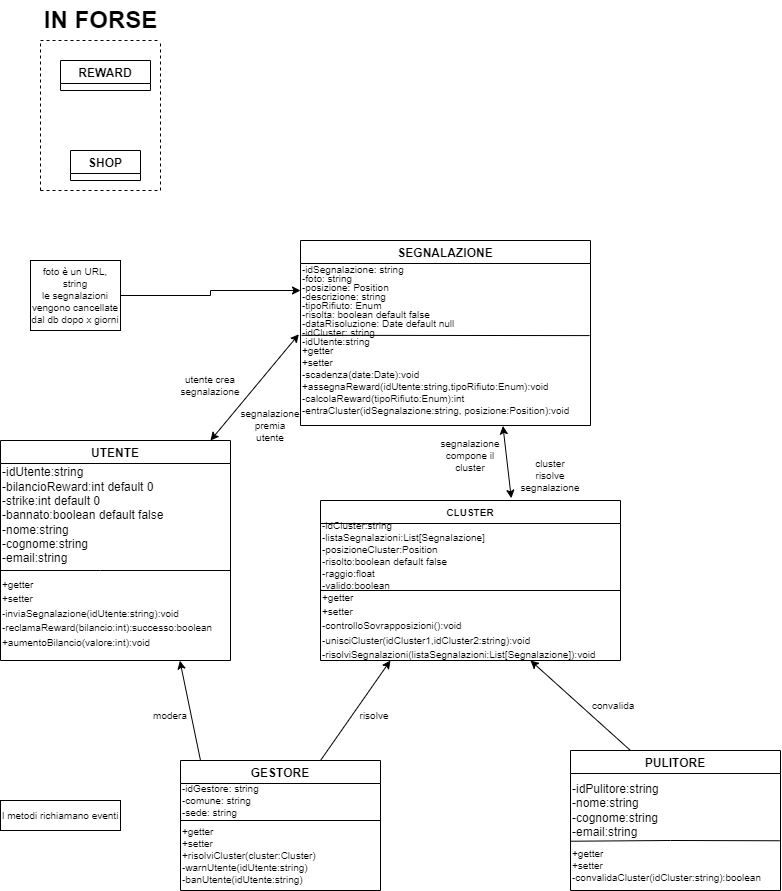 IN FORSE
REWARD
SHOP
foto è un URL,
string
le segnalazioni
vengono cancellate
dal db dopo x giorni
SEGNALAZIONE
-idSegnalazione: string
-foto: string
-posizione: Position
-descrizione: string
-tipoRifiuto: Enum
-risolta: boolean default false
-dataRisoluzione: Date default null
-idCluster: string
-idUtente:string
+getter
+setter
-scadenza(date:Date):void
+assegnaReward(idUtente:string,tipoRifiuto:Enum):void
-calcolaReward(tipoRifiuto:Enum):int
-entraCluster(idSegnalazione:string, posizione:Position):void
utente crea
segnalazione
segnalazione
premia
utente
segnalazione
compone il
cluster
cluster
risolve
segnalazione
UTENTE
-idUtente:string
-bilancioReward:int default 0
-strike:int default 0
-bannato:boolean default false
-nome:string
-cognome:string
-email:string
+getter
+setter
-inviaSegnalazione(idUtente:string):void
-reclamaReward(bilancio:int):successo:boolean
+aumentoBilancio(valore:int):void
CLUSTER
-idCluster:string
-listaSegnalazioni:List[Segnalazione]
-posizioneCluster:Position
-risolto:boolean default false
-raggio:float
-valido:boolean
+getter
+setter
-controlloSovrapposizioni():void
-unisciCluster(idCluster1,idCluster2:string):void
-risolviSegnalazioni(listaSegnalazioni:List[Segnalazione]):void
modera
risolve
convalida
GESTORE
-idGestore: string
-comune: string
-sede: string
+getter
+setter
+risolviCluster(cluster:Cluster)
-warnUtente(idUtente:string)
-banUtente(idUtente:string)
PULITORE
-idPulitore:string
-nome:string
-cognome:string
-email:string
+getter
+setter
-convalidaCluster(idCluster:string):boolean
I metodi richiamano eventi